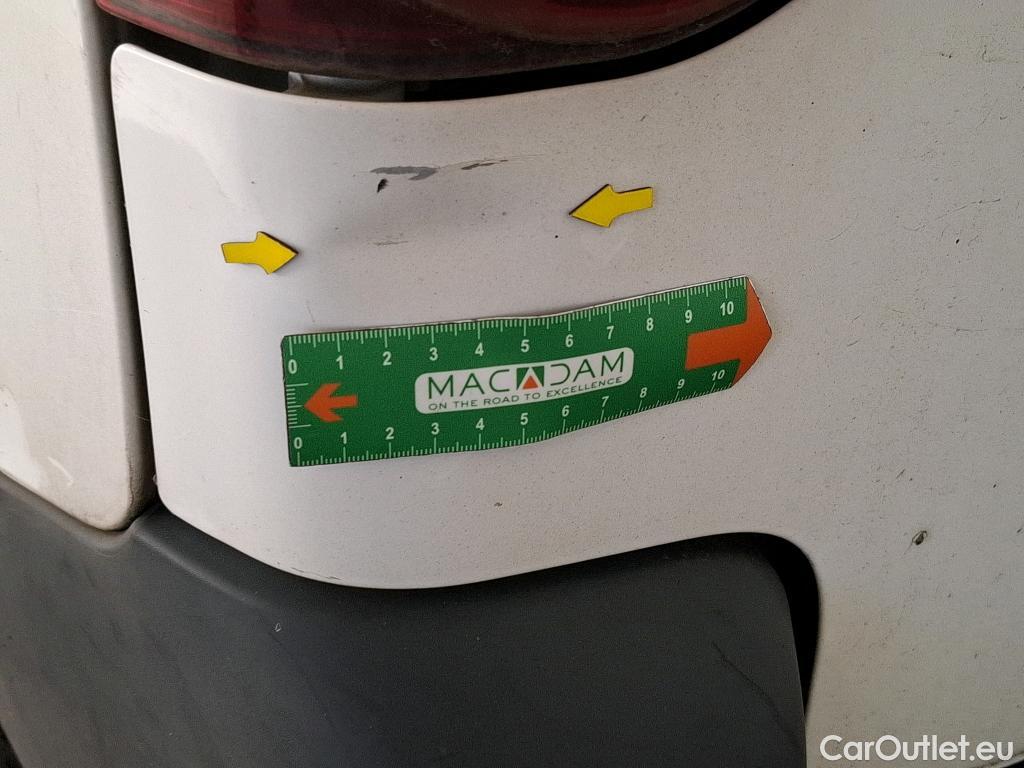 0 1 2 3 4 5 6 7 8 9 10
MACADAM
ON THE ROAD TO EXCELLENCE
0 1 2 3 4 5 6 7 8 9 10
CarOutlet.eu